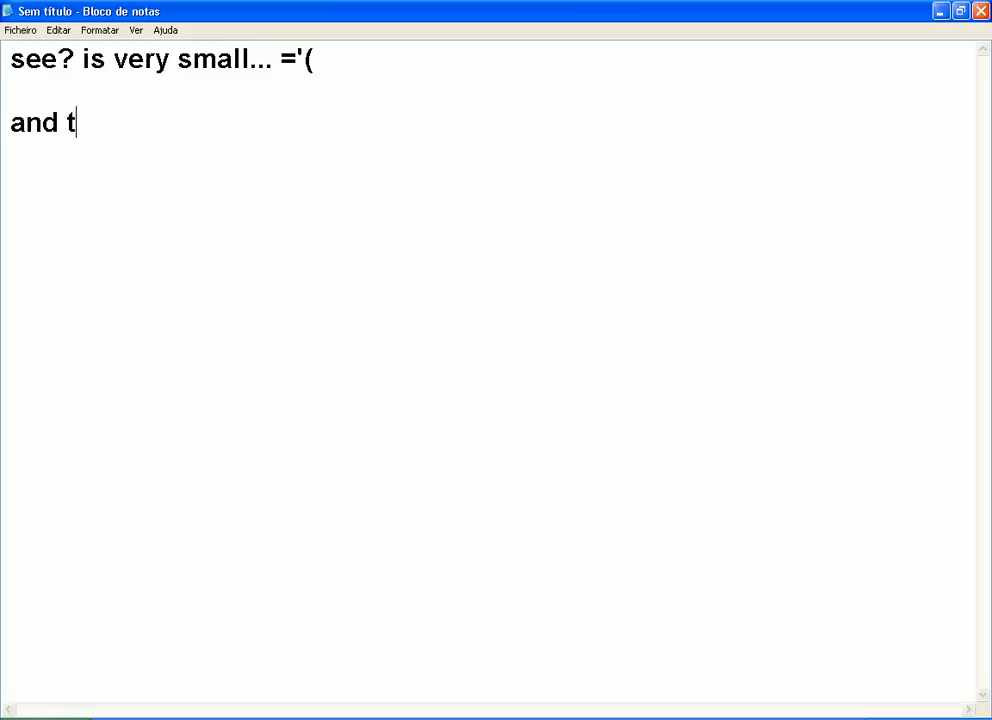 Sem título - Bloco de notas
Ficheiro Editar Formatar Ver Ajuda
see? is very small... ='(
and t